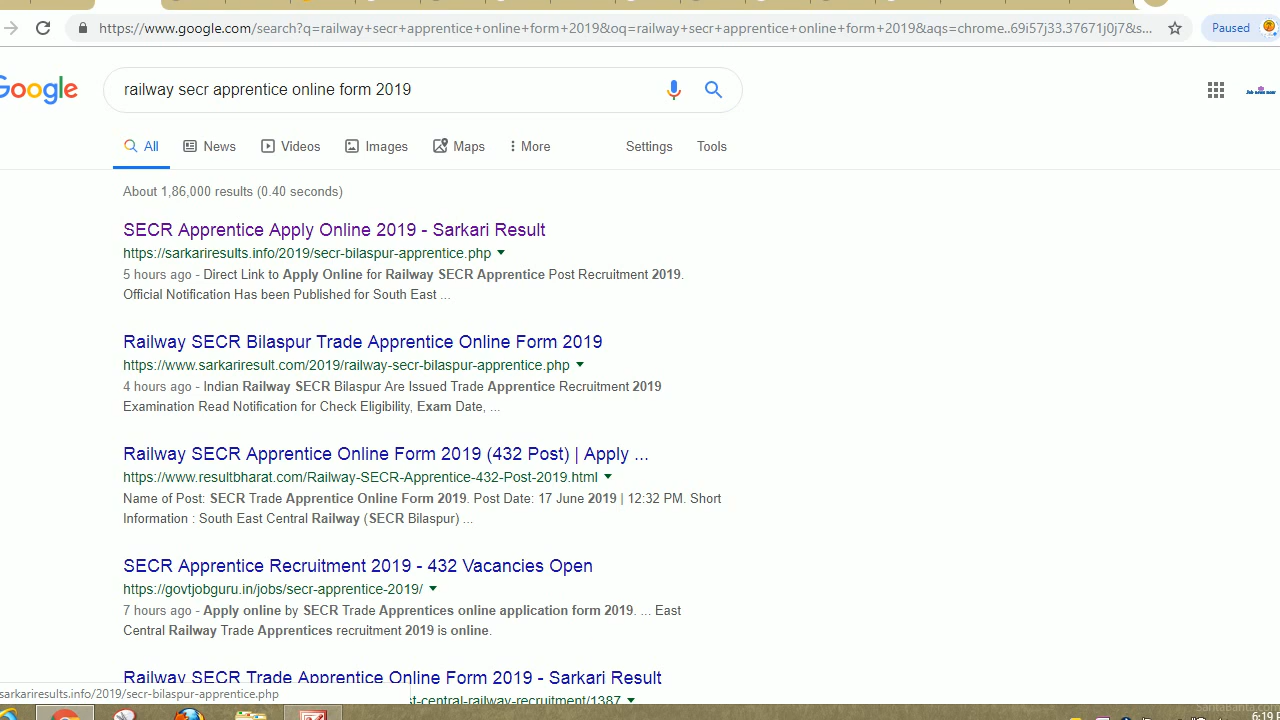 https://www.google.com/search?q=railway+secr+apprentice+online+form+2019&oq=railway+secr+apprentice+online+form+2019&aqs=chrome..69i57j33.37671j0j7&s...
Paused
Google
railway secr apprentice online form 2019
All
News
Videos
Images
Maps
More
Settings
Tools
About 1,86,000 results (0.40 seconds)
SECR Apprentice Apply Online 2019 - Sarkari Result
https://sarkariresults.info/2019/secr-bilaspur-apprentice.php
5 hours ago - Direct Link to Apply Online for Railway SECR Apprentice Post Recruitment 2019.
Official Notification Has been Published for South East ...
Railway SECR Bilaspur Trade Apprentice Online Form 2019
https://www.sarkariresult.com/2019/railway-secr-bilaspur-apprentice.php
4 hours ago - Indian Railway SECR Bilaspur Are Issued Trade Apprentice Recruitment 2019
Examination Read Notification for Check Eligibility, Exam Date, ...
Railway SECR Apprentice Online Form 2019 (432 Post) | Apply ...
https://www.resultbharat.com/Railway-SECR-Apprentice-432-Post-2019.html
Name of Post: SECR Trade Apprentice Online Form 2019. Post Date: 17 June 2019 | 12:32 PM. Short
Information : South East Central Railway (SECR Bilaspur) ...
SECR Apprentice Recruitment 2019 - 432 Vacancies Open
https://govtjobguru.in/jobs/secr-apprentice-2019/
7 hours ago - Apply online by SECR Trade Apprentices online application form 2019. ... East
Central Railway Trade Apprentices recruitment 2019 is online.
Railway SECR Trade Apprentice Online Form 2019 - Sarkari Result
sarkariresults.info/2019/secr-bilaspur-apprentice.php
st-central-railway-recruitment/1387
SantaBanta.com
6:19